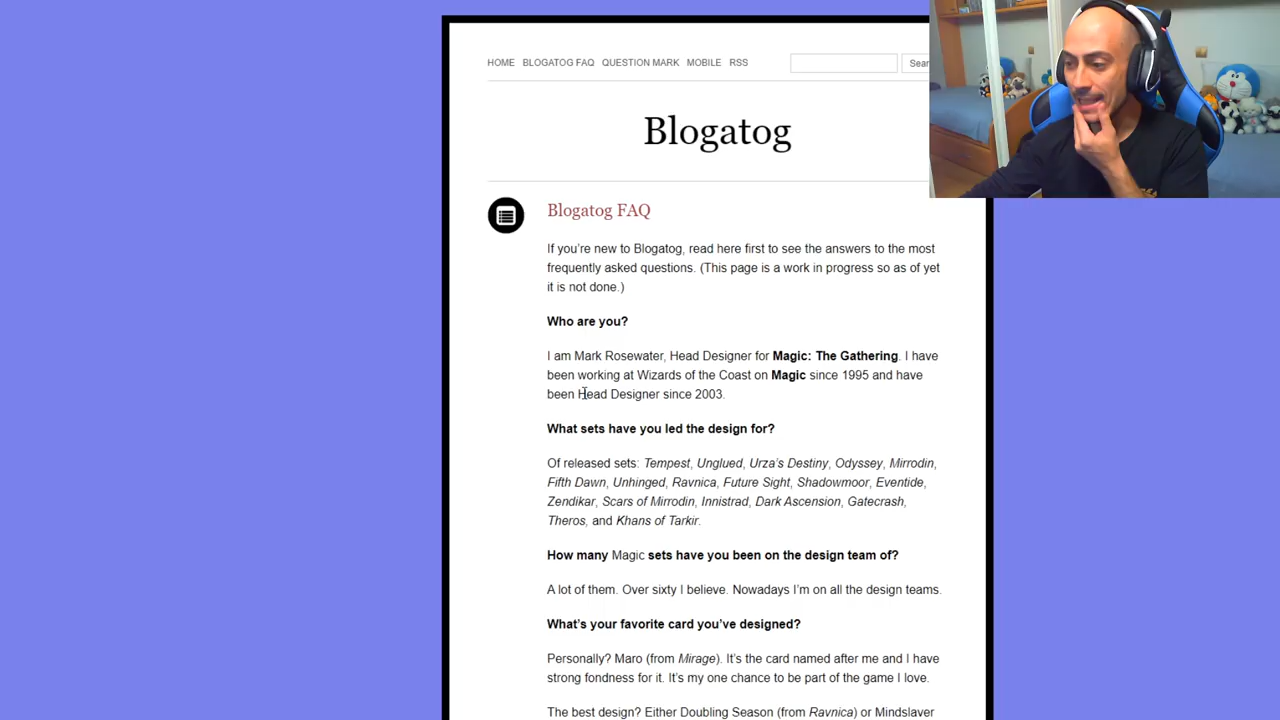 HOME BLOGATOG FAQ QUESTION MARK MOBILE RSS
Blogatog
Blogatog FAQ
If you’re new to Blogatog, read here first to see the answers to the most
frequently asked questions. (This page is a work in progress so as of yet
it is not done.)
Who are you?
I am Mark Rosewater, Head Designer for Magic: The Gathering. I have
been working at Wizards of the Coast on Magic since 1995 and have
been Head Designer since 2003.
What sets have you led the design for?
Of released sets: Tempest, Unglued, Urza’s Destiny, Odyssey, Mirrodin,
Fifth Dawn, Unhinged, Ravnica, Future Sight, Shadowmoor, Eventide,
Zendikar, Scars of Mirrodin, Innistrad, Dark Ascension, Gatecrash,
Theros, and Khans of Tarkir.
How many Magic sets have you been on the design team of?
A lot of them. Over sixty I believe. Nowadays I’m on all the design teams.
What’s your favorite card you’ve designed?
Personally? Maro (from Mirage). It’s the card named after me and I have
strong fondness for it. It’s my one chance to be part of the game I love.
The best design? Either Doubling Season (from Ravnica) or Mindslaver